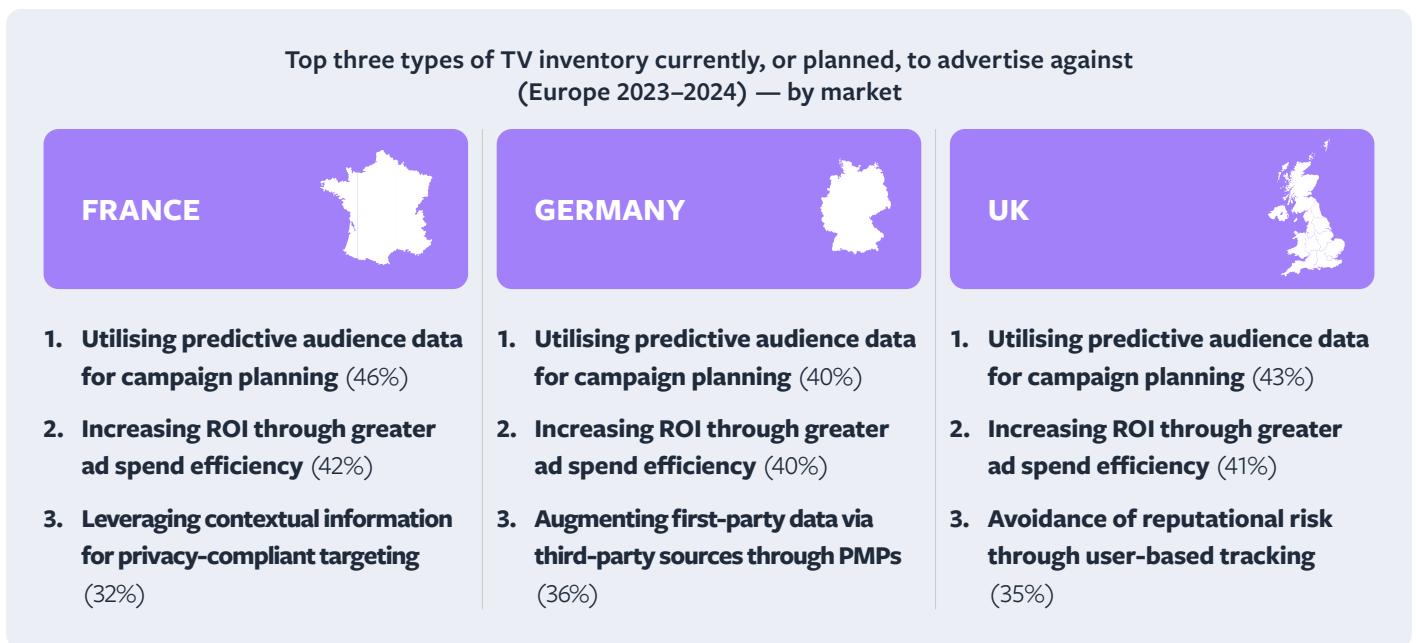 Top three types of TV inventory currently, or planned, to advertise against
(Europe 2023–2024) — by market
FRANCE
1. Utilising predictive audience data
for campaign planning (46%)
2. Increasing ROI through greater
ad spend efficiency (42%)
3. Leveraging contextual information
for privacy-compliant targeting
(32%)
GERMANY
1. Utilising predictive audience data
for campaign planning (40%)
2. Increasing ROI through greater
ad spend efficiency (40%)
3. Augmenting first-party data via
third-party sources through PMPs
(36%)
UK
1. Utilising predictive audience data
for campaign planning (43%)
2. Increasing ROI through greater
ad spend efficiency (41%)
3. Avoidance of reputational risk
through user-based tracking
(35%)